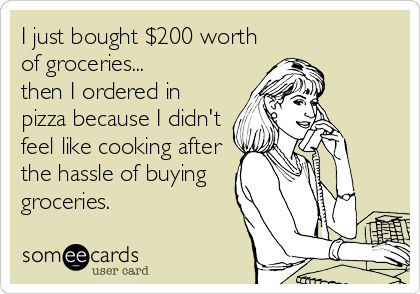 I just bought $200 worth
of groceries...
then I ordered in
pizza because I didn't
feel like cooking after
the hassle of buying
groceries.
someecards
user card